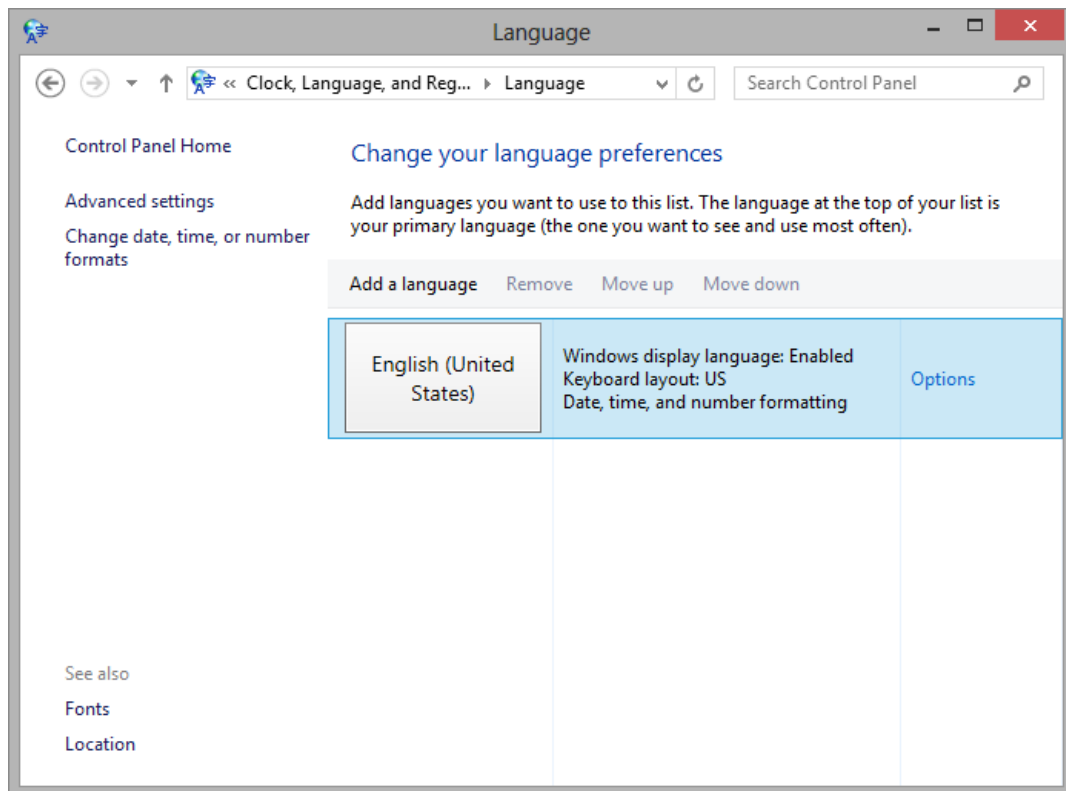 Language
« Clock, Language, and Reg... Language
Search Control Panel
Control Panel Home
Advanced settings
Change date, time, or number
formats
Change your language preferences
Add languages you want to use to this list. The language at the top of your list is
your primary language (the one you want to see and use most often).
Add a language Remove Move up Move down
English (United
States)
Windows display language: Enabled
Keyboard layout: US
Date, time, and number formatting
Options
See also
Fonts
Location